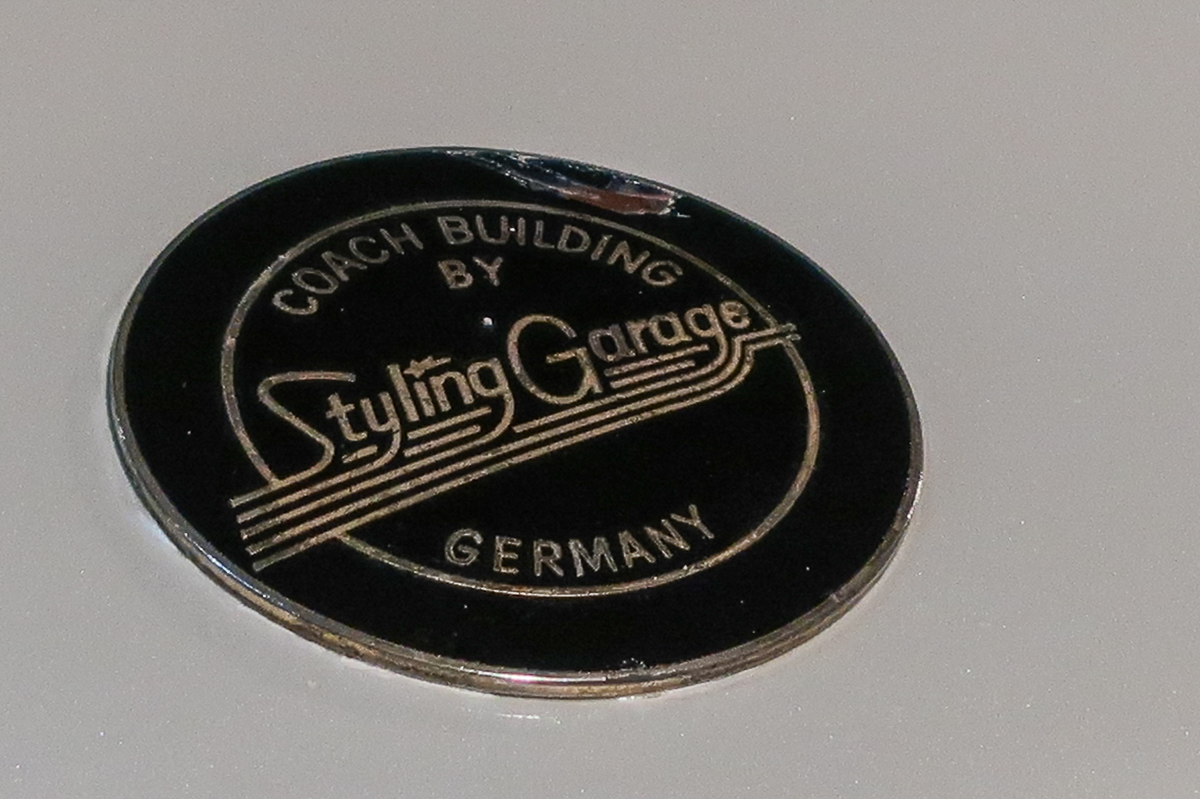 COACH BUILDING
BY
Styling Garage
GERMANY